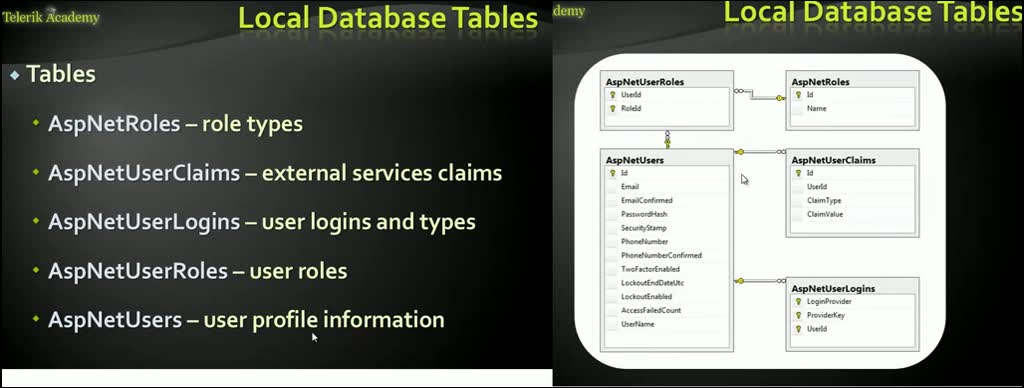 Telerik Academy
Local Database Tables
Tables
AspNetRoles – role types
AspNetUserClaims – external services claims
AspNetUserLogins – user logins and types
AspNetUserRoles – user roles
AspNetUsers – user profile information
demy
Local Database Tables
AspNetUserRoles
UserId
RoleId
AspNetRoles
Id
Name
AspNetUsers
Id
Email
EmailConfirmed
PasswordHash
SecurityStamp
PhoneNumber
PhoneNumberConfirmed
TwoFactorEnabled
LockoutEndDateUtc
LockoutEnabled
AccessFailedCount
UserName
AspNetUserClaims
Id
UserId
ClaimType
ClaimValue
AspNetUserLogins
LoginProvider
ProviderKey
UserId